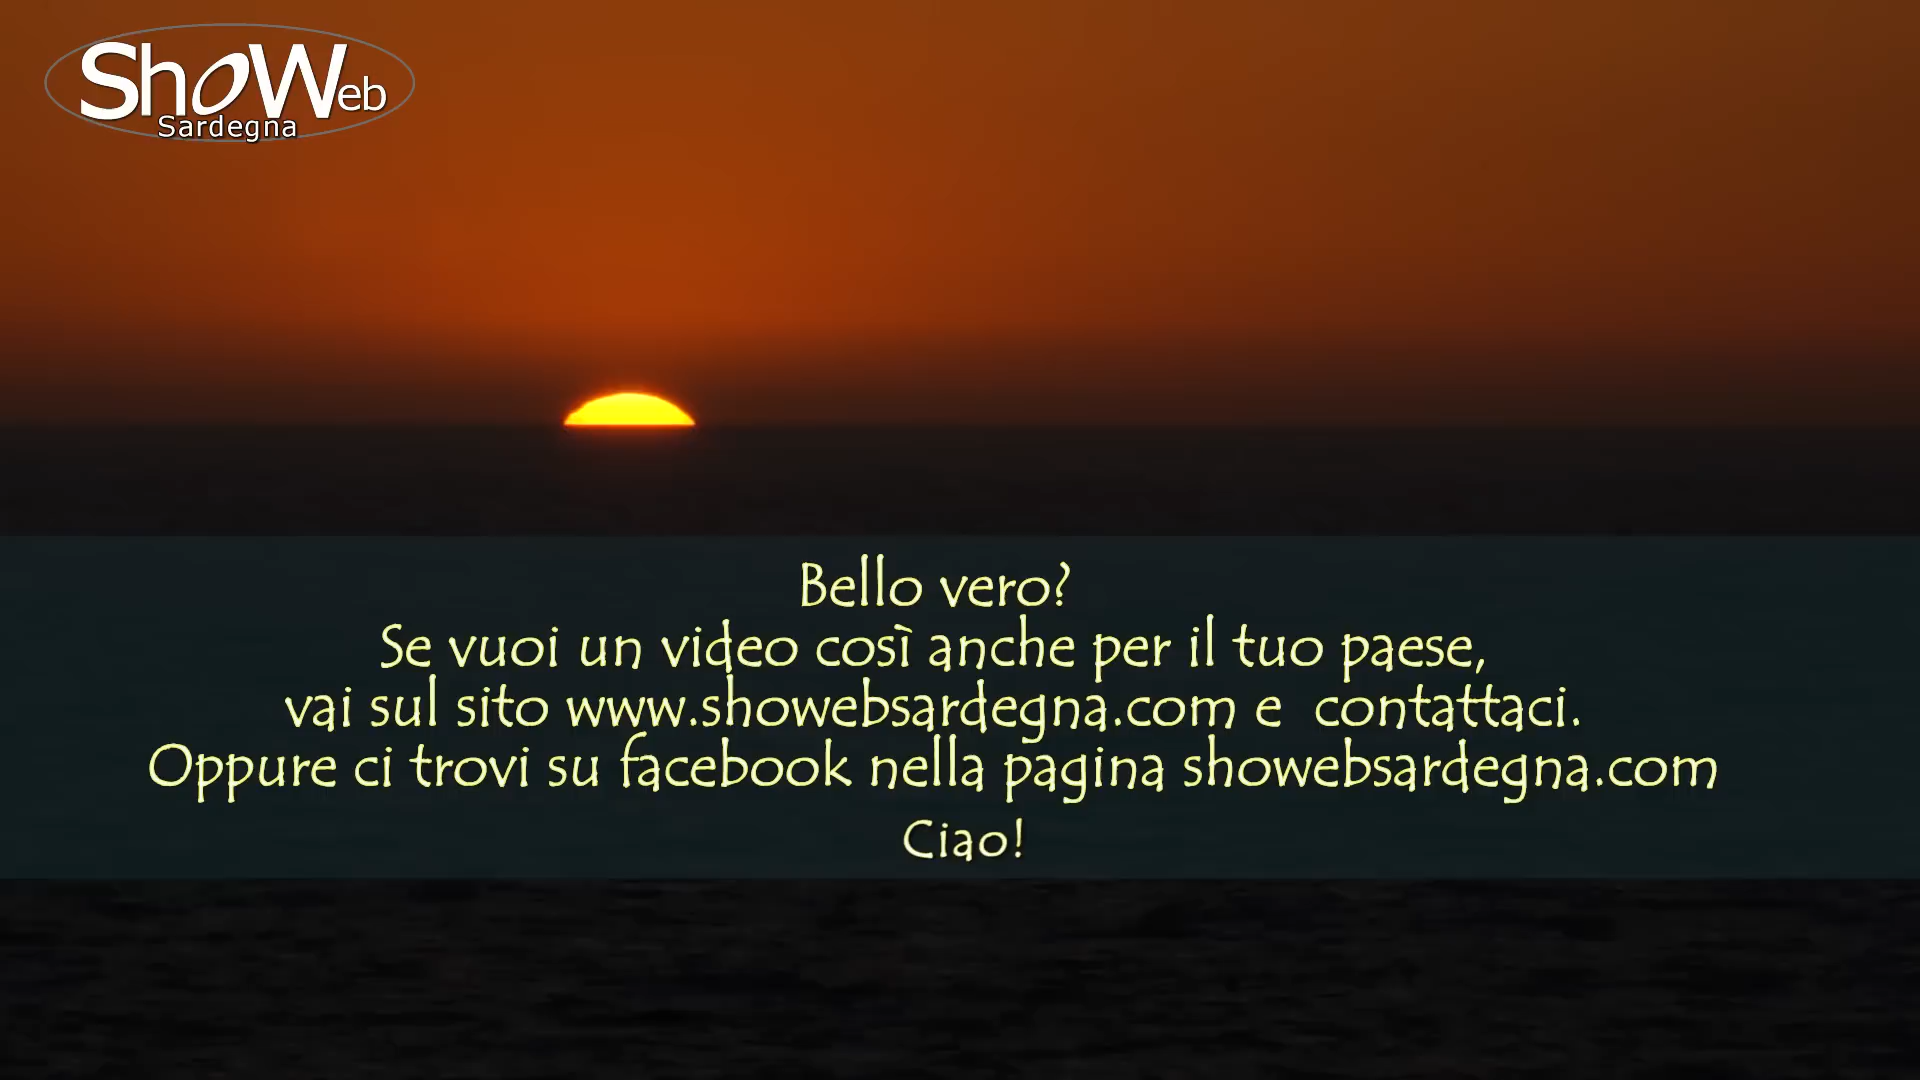 ShoWeb
Sardegna
Bello vero?
Se vuoi un video così anche per il tuo paese,
vai sul sito www.showebsardegna.com e  contattaci.
Oppure ci trovi su facebook nella pagina showebsardegna.com
Ciao!